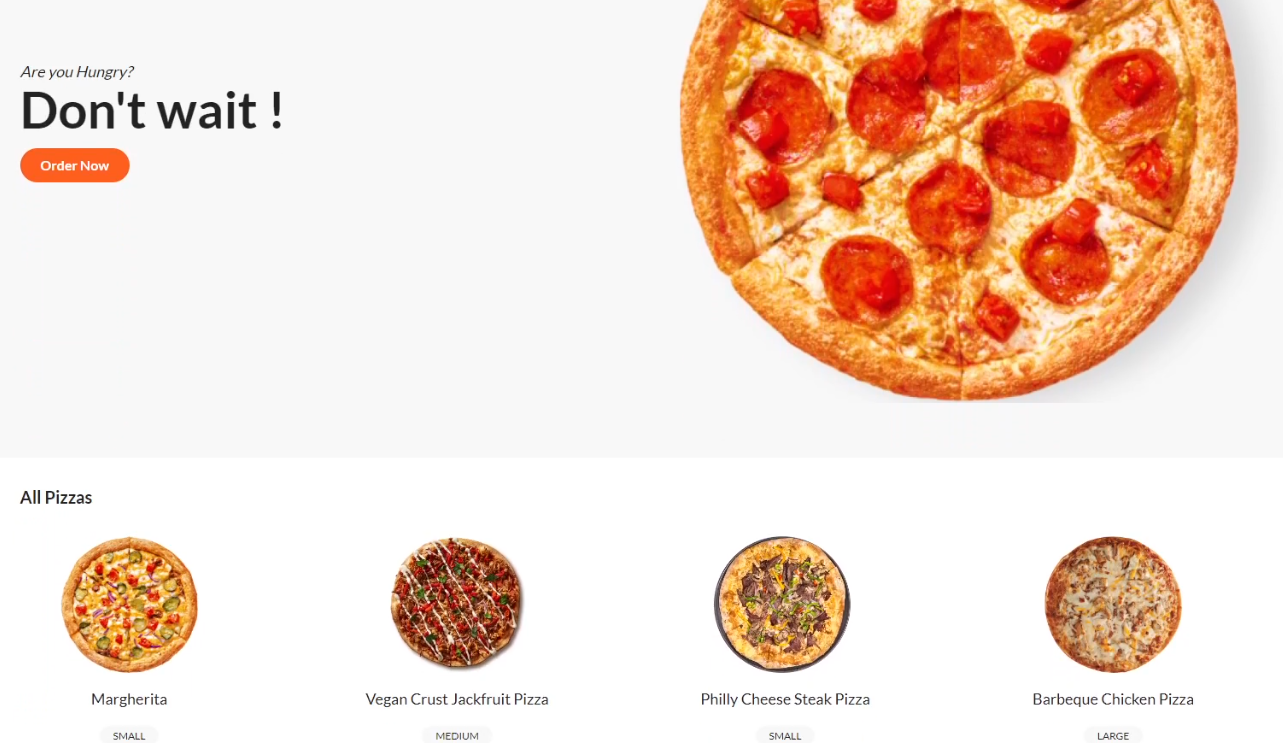 Are you Hungry?
Don't wait !
Order Now
All Pizzas
Margherita
Vegan Crust Jackfruit Pizza
Philly Cheese Steak Pizza
Barbeque Chicken Pizza
SMALL
MEDIUM
SMALL
LARGE